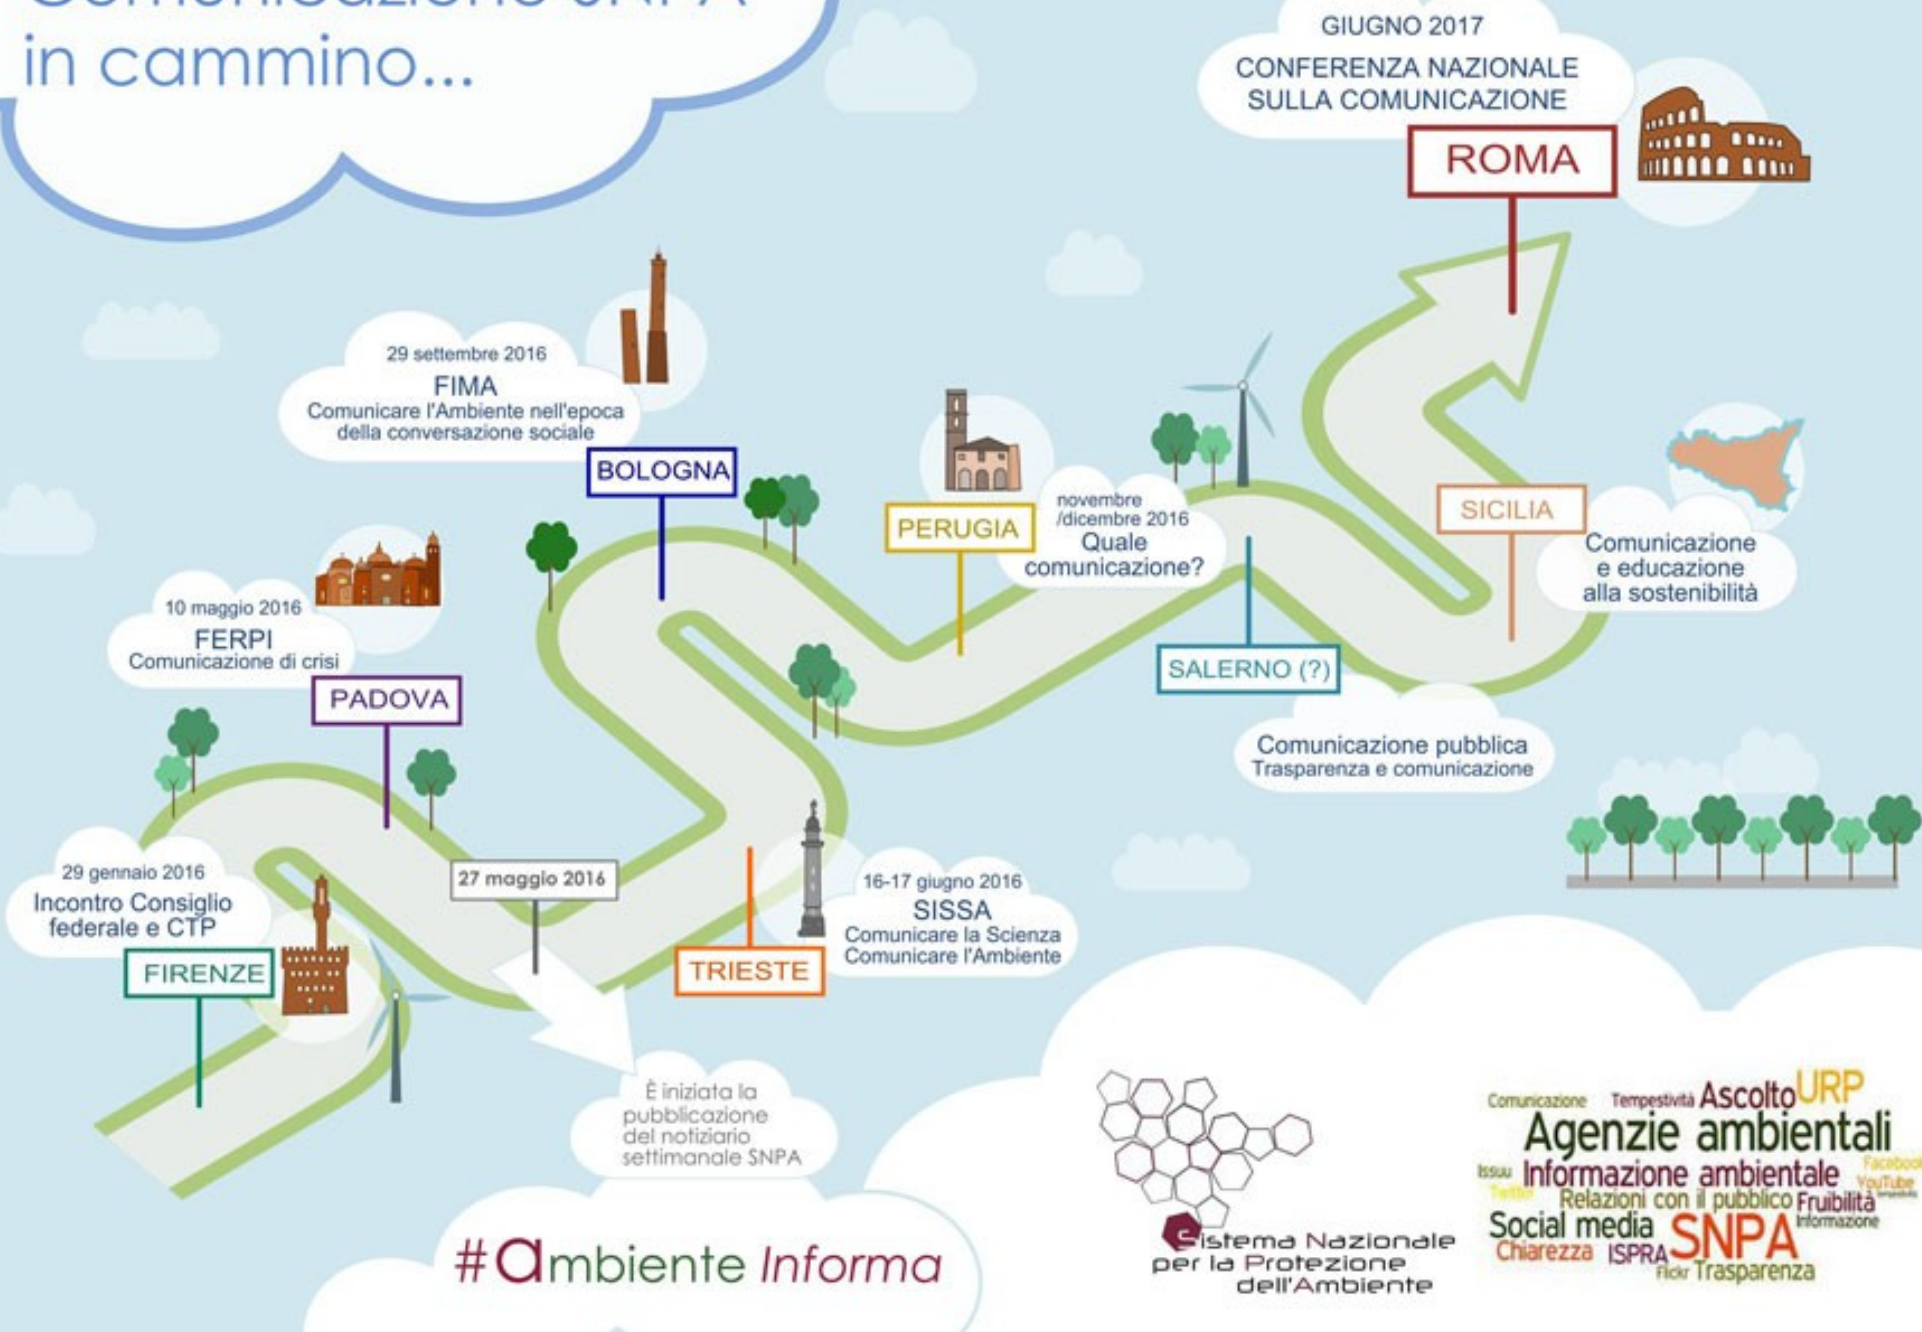 Comunicazione SNPA
in cammino...
GIUGNO 2017
CONFERENZA NAZIONALE
SULLA COMUNICAZIONE
ROMA
29 settembre 2016
FIMA
Comunicare l'Ambiente nell'epoca
della conversazione sociale
BOLOGNA
PERUGIA
novembre
/dicembre 2016
Quale
comunicazione?
SICILIA
Comunicazione
e educazione
alla sostenibilità
10 maggio 2016
FERPI
Comunicazione di crisi
PADOVA
SALERNO (?)
Comunicazione pubblica
Trasparenza e comunicazione
29 gennaio 2016
Incontro Consiglio
federale e CTP
FIRENZE
27 maggio 2016
16-17 giugno 2016
SISSA
Comunicare la Scienza
Comunicare l'Ambiente
TRIESTE
È iniziata la
pubblicazione
del notiziario
settimanale SNPA
#ambiente Informa
Sistema Nazionale
per la Protezione
dell'Ambiente
Comunicazione Tempestività Ascolto URP
Agenzie ambientali
Issuu Informazione ambientale Facebook
Twitter YouTube
Relazioni con il pubblico Fruibilità
Social media SNPA Informazione
Chiarezza ISPRA
Flickr Trasparenza